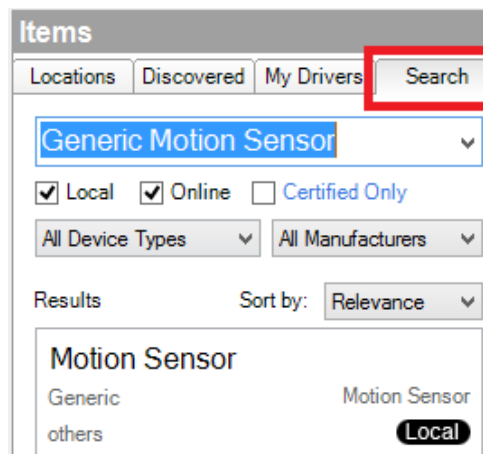 Items
Locations Discovered My Drivers Search
Generic Motion Sensor
Local Online Certified Only
All Device Types All Manufacturers
Results Sort by: Relevance
Motion Sensor
Generic Motion Sensor
others Local